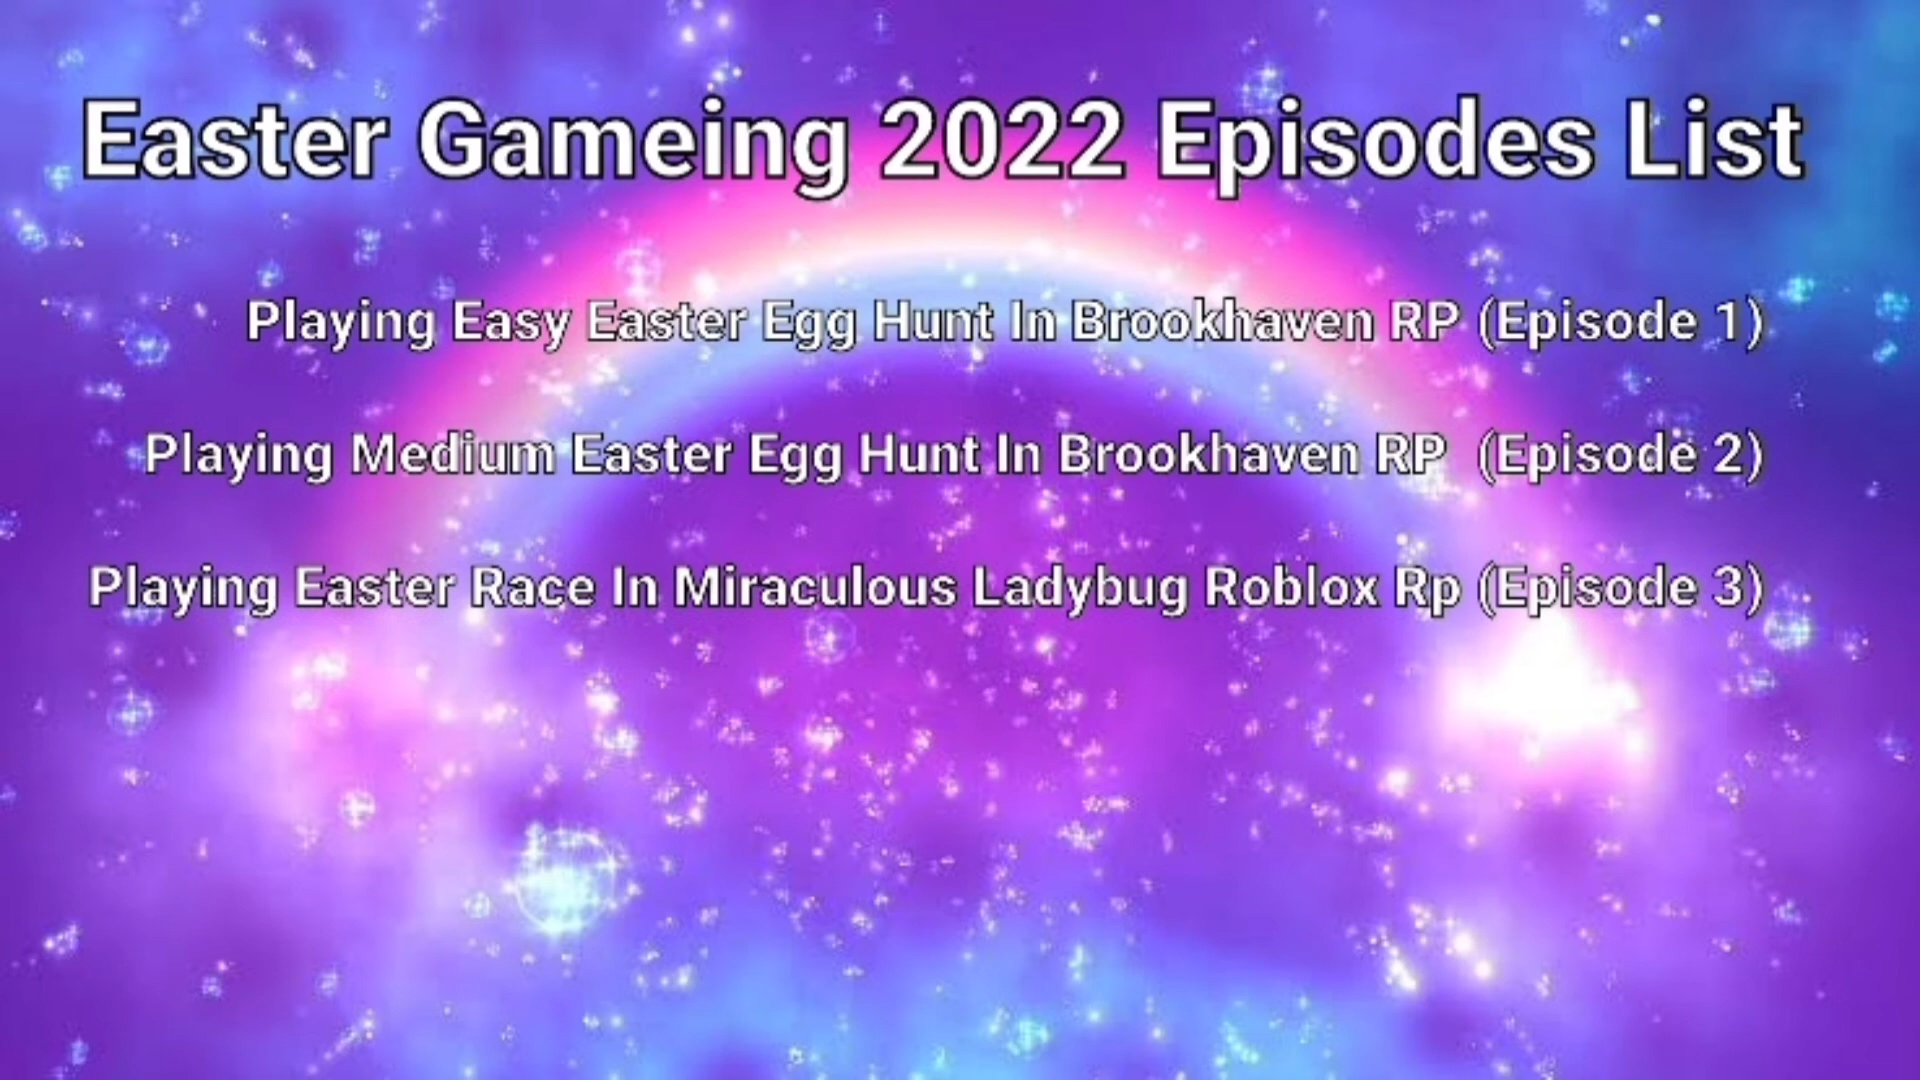 Easter Gameing 2022 Episodes List
Playing Easy Easter Egg Hunt In Brookhaven RP (Episode 1)
Playing Medium Easter Egg Hunt In Brookhaven RP  (Episode 2)
Playing Easter Race In Miraculous Ladybug Roblox Rp (Episode 3)